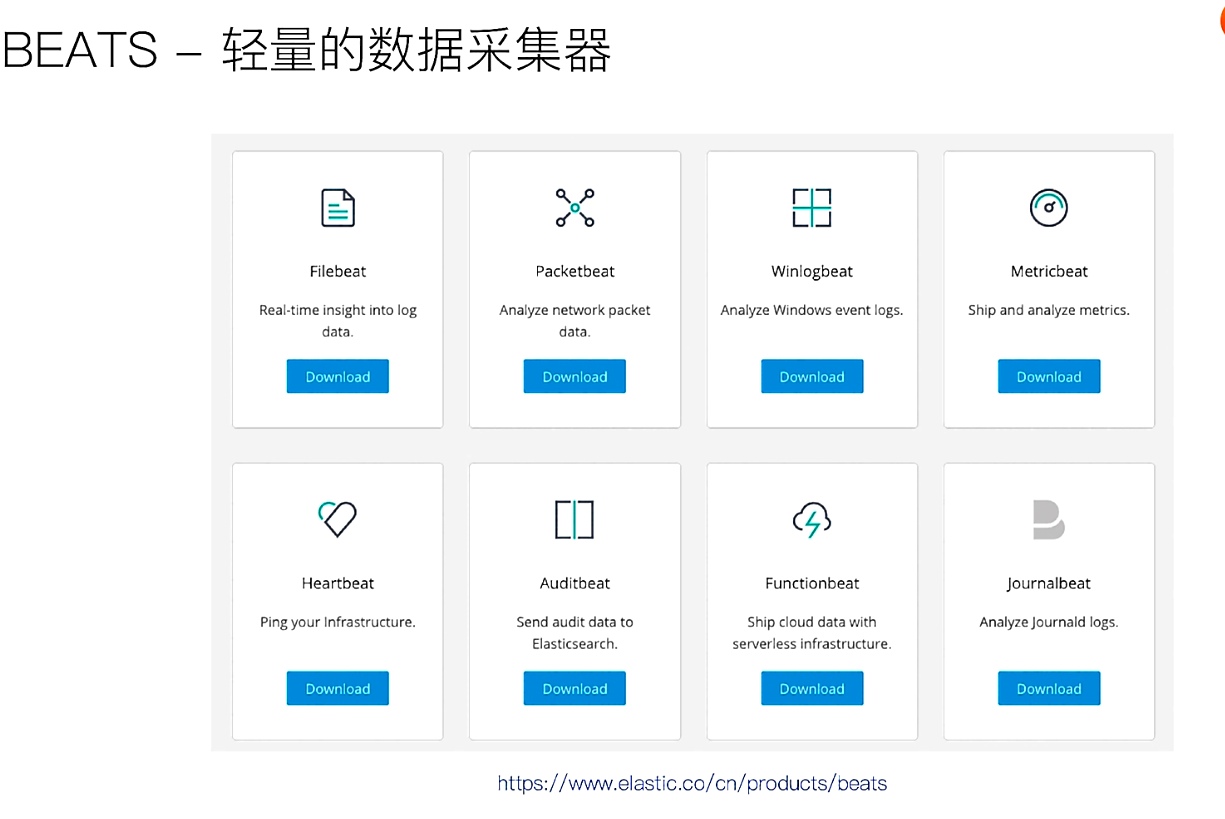 BEATS – 轻量的数据采集器
Filebeat
Real-time insight into log
data.
Download
Packetbeat
Analyze network packet
data.
Download
Winlogbeat
Analyze Windows event logs.
Download
Metricbeat
Ship and analyze metrics.
Download
Heartbeat
Ping your Infrastructure.
Download
Auditbeat
Send audit data to
Elasticsearch.
Download
Functionbeat
Ship cloud data with
serverless infrastructure.
Download
Journalbeat
Analyze Journald logs.
Download
https://www.elastic.co/cn/products/beats